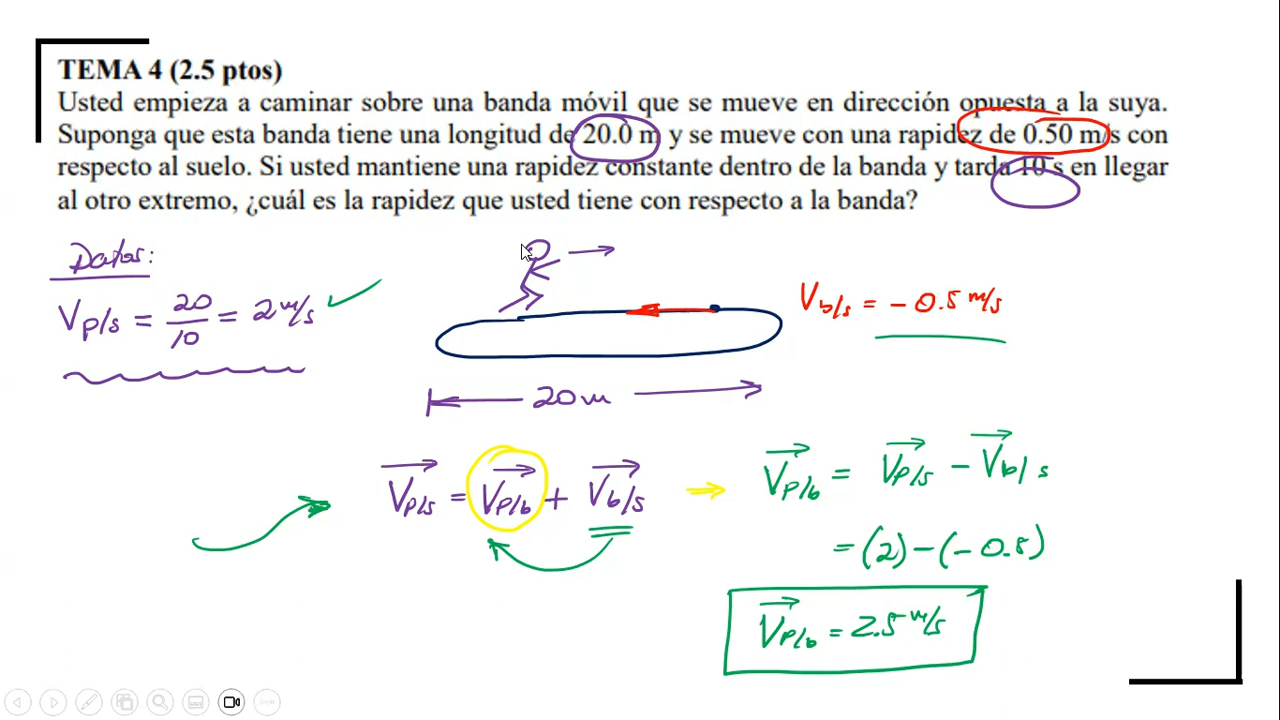 TEMA 4 (2.5 ptos)
Usted empieza a caminar sobre una banda móvil que se mueve en dirección opuesta a la suya.
Suponga que esta banda tiene una longitud de 20.0 m y se mueve con una rapidez de 0.50 m/s con
respecto al suelo. Si usted mantiene una rapidez constante dentro de la banda y tarda 10 s en llegar
al otro extremo, ¿cuál es la rapidez que usted tiene con respecto a la banda?
Datos:
Vp/s = 20/10 = 2 m/s
Vb/s = - 0.5 m/s
20m
Vp/s = Vp/b + Vb/s
Vp/b = Vp/s - Vb/s
= (2) - (- 0.5)
Vp/b = 2.5 m/s